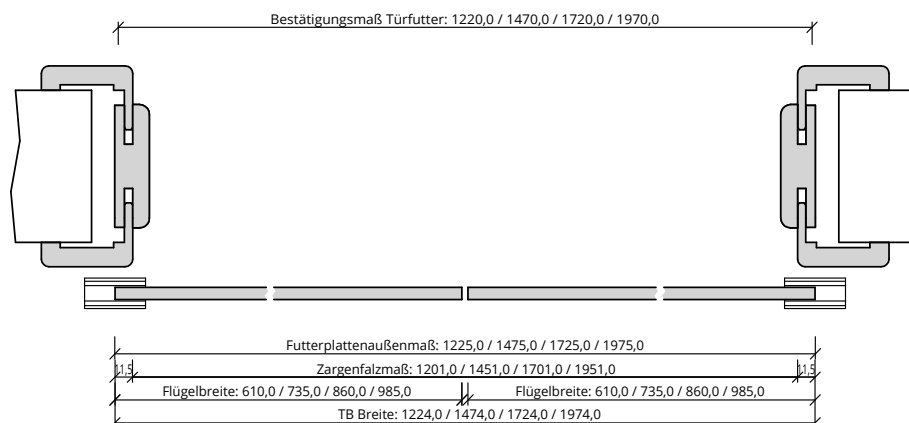 Bestätigungsmaß Türfutter: 1220,0 / 1470,0 / 1720,0 / 1970,0
Futterplattenaußenmaß: 1225,0 / 1475,0 / 1725,0 / 1975,0
11,5 Zargenfalzmaß: 1201,0 / 1451,0 / 1701,0 / 1951,0 11,5
Flügelbreite: 610,0 / 735,0 / 860,0 / 985,0 Flügelbreite: 610,0 / 735,0 / 860,0 / 985,0
TB Breite: 1224,0 / 1474,0 / 1724,0 / 1974,0